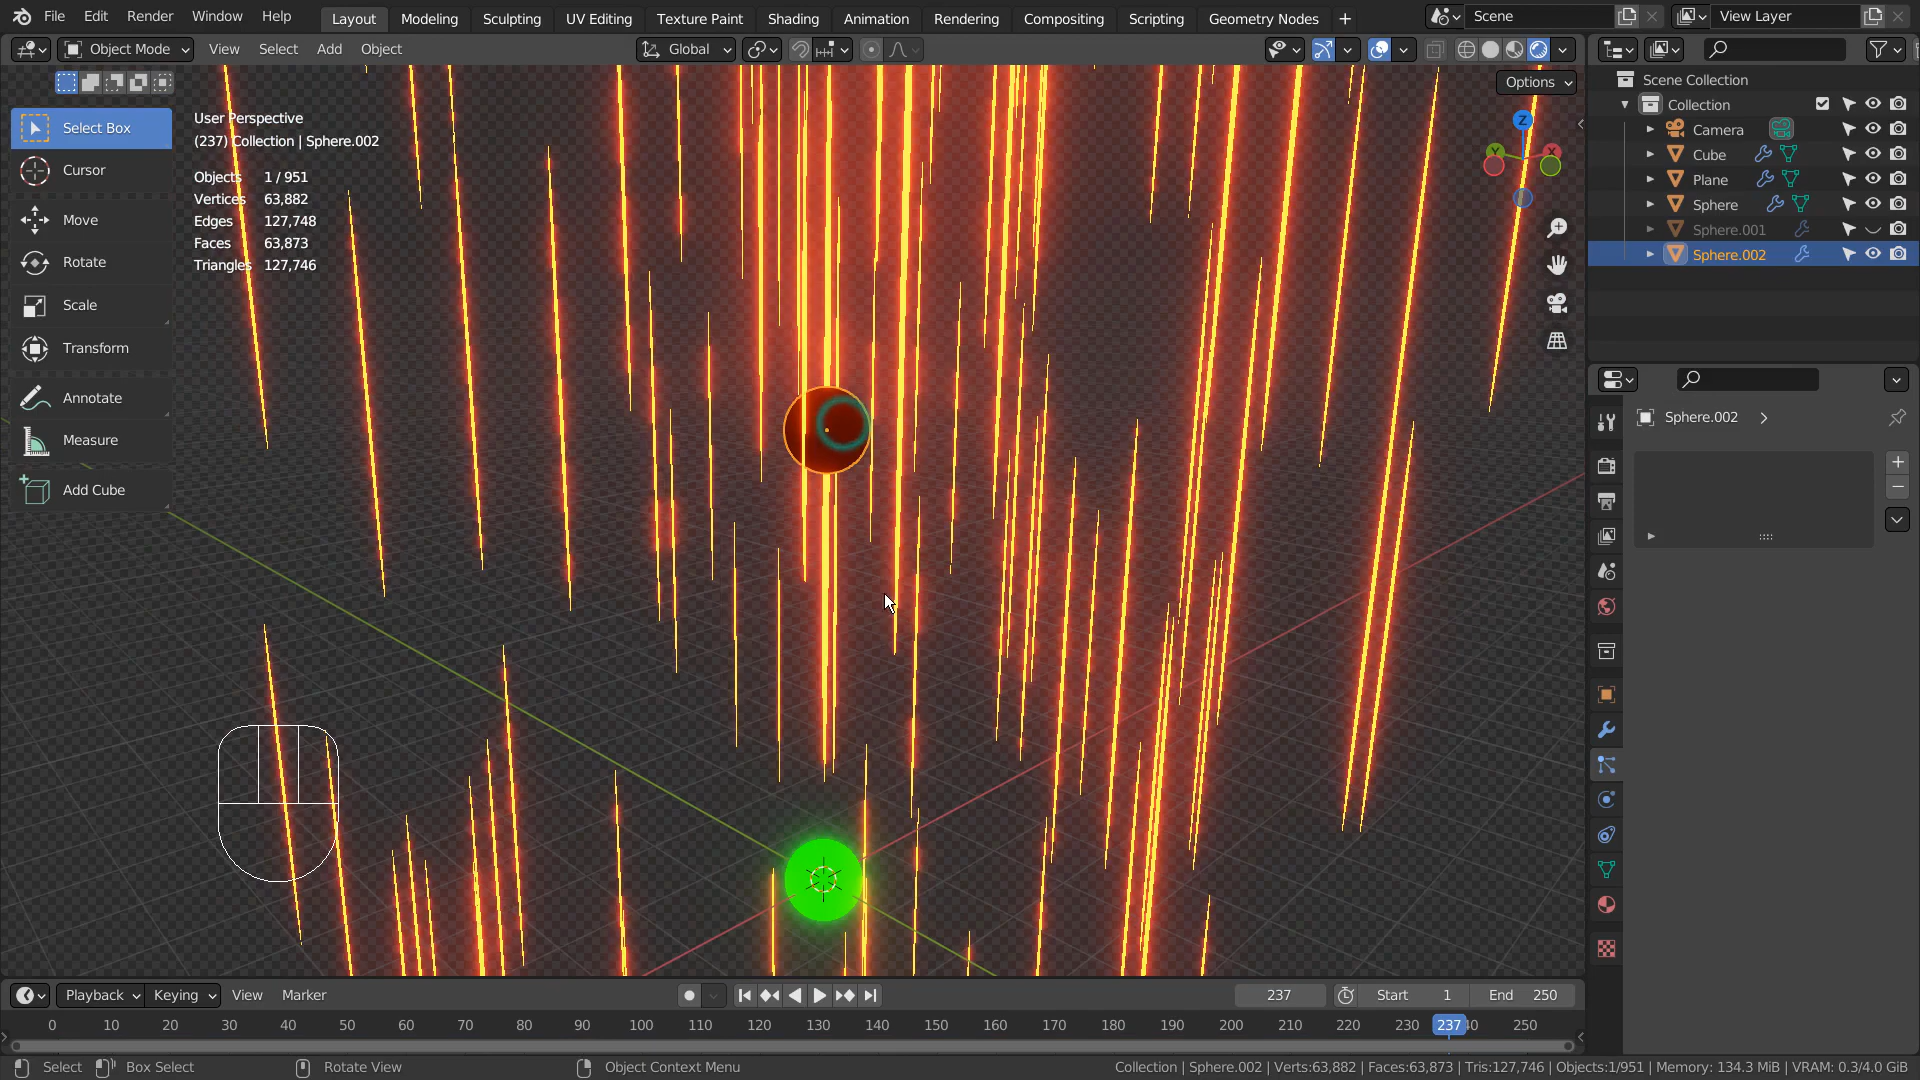 File Edit Render Window Help Layout Modeling Sculpting UV Editing Texture Paint Shading Animation Rendering Compositing Scripting Geometry Nodes + Scene View Layer
Object Mode View Select Add Object Global
Options
Select Box
Cursor
Move
Rotate
Scale
Transform
Annotate
Measure
Add Cube
User Perspective
(237) Collection | Sphere.002
Objects 1 / 951
Vertices 63,882
Edges 127,748
Faces 63,873
Triangles 127,746
Z
Y
X
Scene Collection
Collection
Camera
Cube
Plane
Sphere
Sphere.001
Sphere.002
Sphere.002
Playback Keying View Marker 237 Start 1 End 250
0 10 20 30 40 50 60 70 80 90 100 110 120 130 140 150 160 170 180 190 200 210 220 230 237 250
Select Box Select Rotate View Object Context Menu Collection | Sphere.002 | Verts:63,882 | Faces:63,873 | Tris:127,746 | Objects:1/951 | Memory: 134.3 MiB | VRAM: 0.3/4.0 GiB